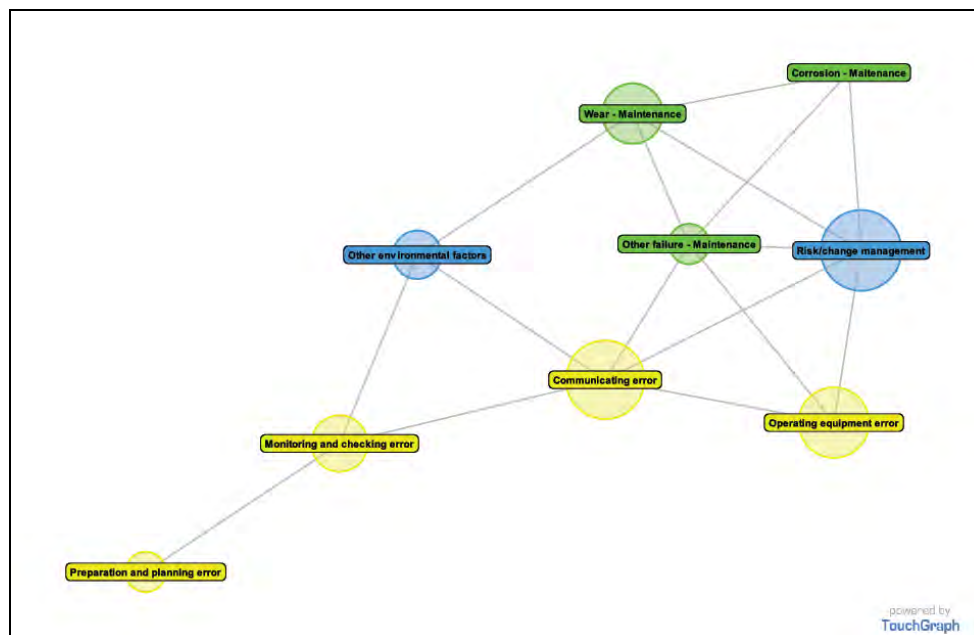 Corrosion - Maltenance
Wear - Maintenance
Other failure - Maintenance
Risk/change management
Other environmental factors
Communicating error
Operating equipment error
Monitoring and checking error
Preparation and planning error
powered by
TouchGraph